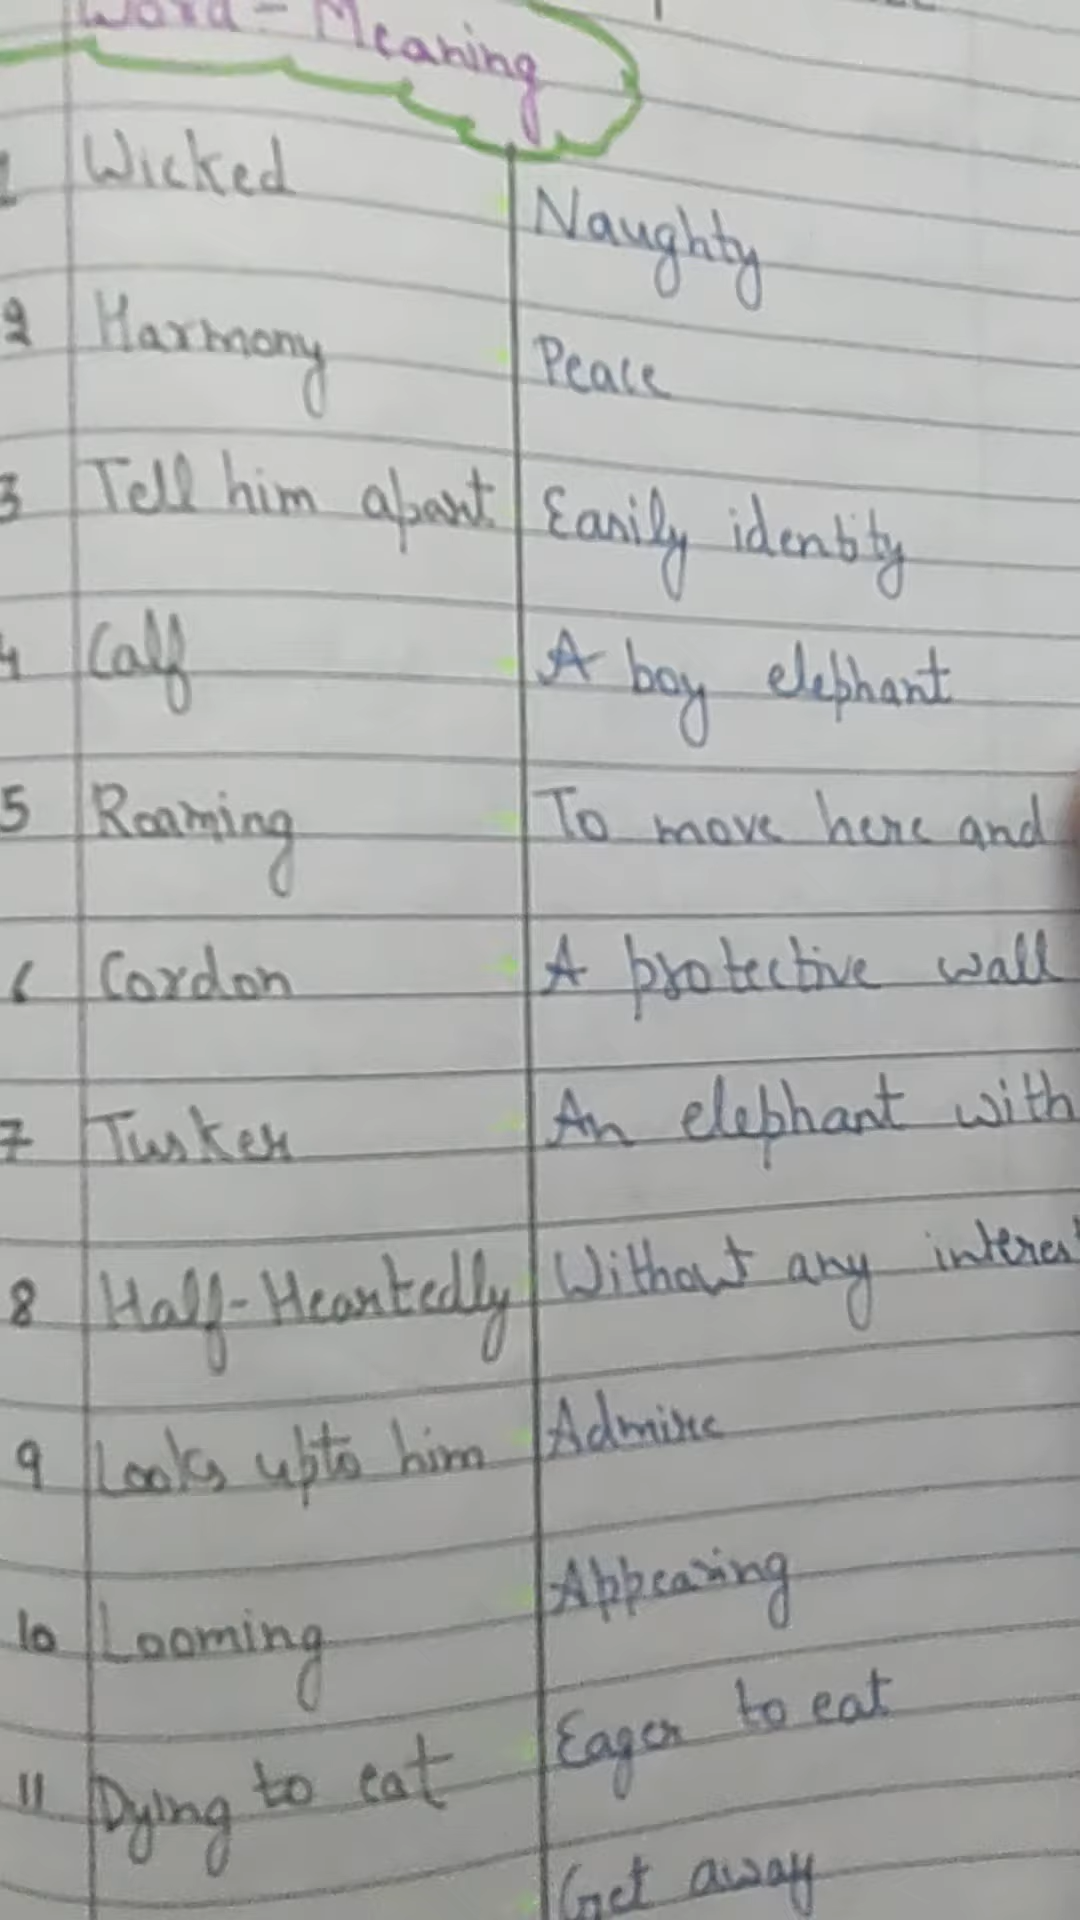 Word - Meaning
1 Wicked Naughty
2 Harmony Peace
3 Tell him apart Easily identity
4 Calf A boy elephant
5 Roaming To move here and
6 Cordon A protective wall
7 Tusker An elephant with
8 Half-Heartedly Without any interest
9 Looks upto him Admire
10 Looming Appearing
11 Dying to eat Eager to eat
Get away